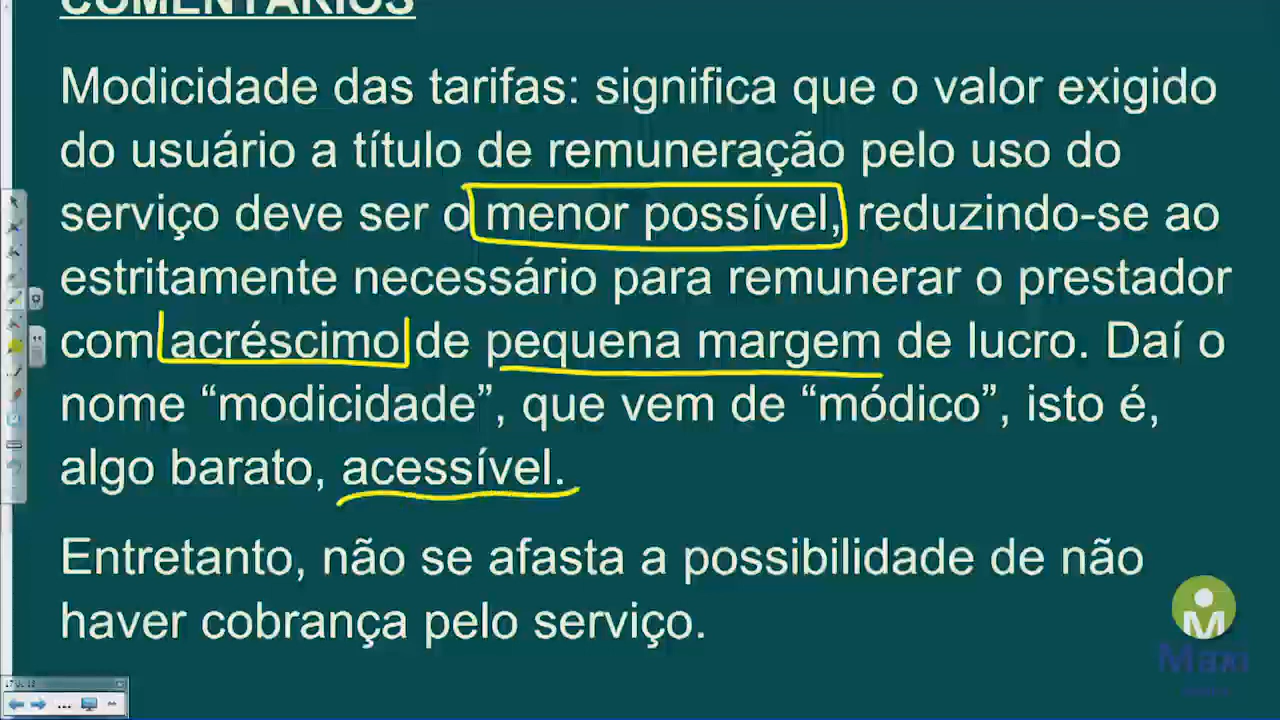 COMENTÁRIOS
Modicidade das tarifas: significa que o valor exigido
do usuário a título de remuneração pelo uso do
serviço deve ser o menor possível, reduzindo-se ao
estritamente necessário para remunerar o prestador
com acréscimo de pequena margem de lucro. Daí o
nome “modicidade”, que vem de “módico”, isto é,
algo barato, acessível.
Entretanto, não se afasta a possibilidade de não
haver cobrança pelo serviço.
M
Maxi